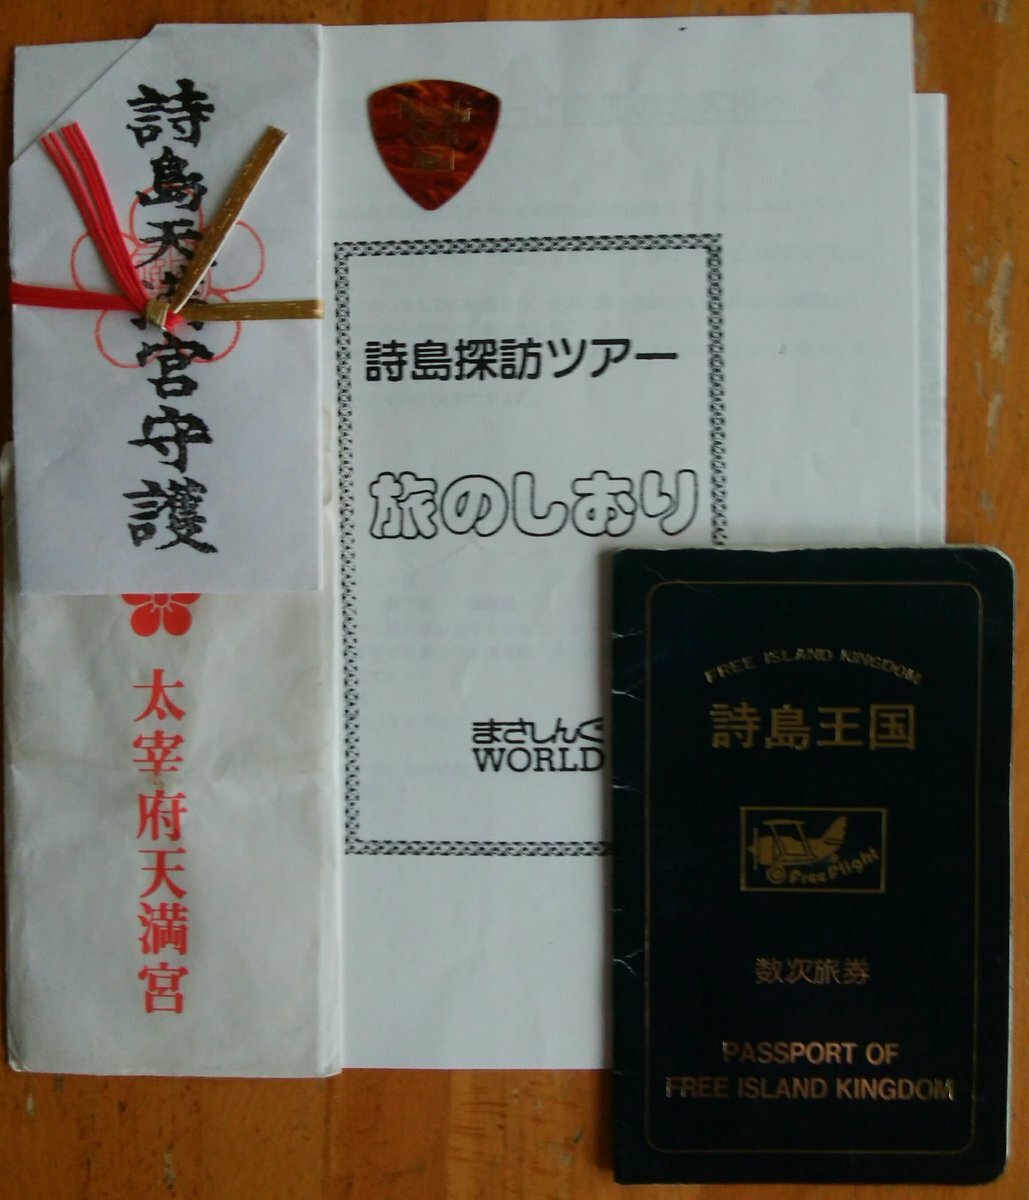 詩島天満宮守護
太宰府天満宮
詩島探訪ツアー
旅のしおり
まさしんぐ
WORLD
FREE ISLAND KINGDOM
詩島王国
Free Flight
数次旅券
PASSPORT OF
FREE ISLAND KINGDOM